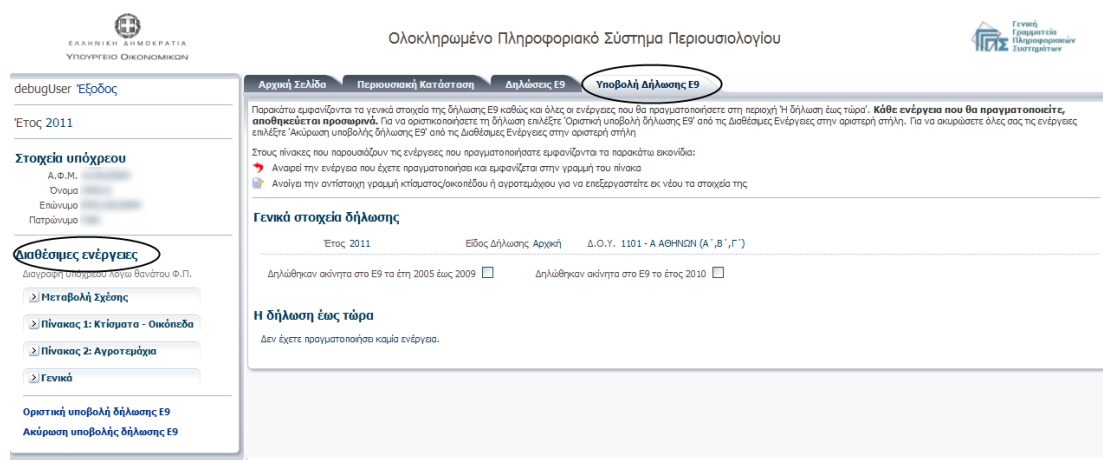 ΕΛΛΗΝΙΚΗ ΔΗΜΟΚΡΑΤΙΑ
ΥΠΟΥΡΓΕΙΟ ΟΙΚΟΝΟΜΙΚΩΝ
Ολοκληρωμένο Πληροφοριακό Σύστημα Περιουσιολογίου
Γενική
Γραμματεία
Πληροφοριακών
Συστημάτων
debugUser Έξοδος
Έτος 2011
Στοιχεία υπόχρεου
Α.Φ.Μ.
Όνομα
Επώνυμο
Πατρώνυμο
Διαθέσιμες ενέργειες
Διαγραφή υπόχρεου λόγω θανάτου Φ.Π.
Μεταβολή Σχέσης
Πίνακας 1: Κτίσματα - Οικόπεδα
Πίνακας 2: Αγροτεμάχια
Γενικά
Οριστική υποβολή δήλωσης Ε9
Ακύρωση υποβολής δήλωσης Ε9
Αρχική Σελίδα Περιουσιακή Κατάσταση Δηλώσεις Ε9 Υποβολή Δήλωσης Ε9
Παρακάτω εμφανίζονται τα γενικά στοιχεία της δήλωσης Ε9 καθώς και όλες οι ενέργειες που θα πραγματοποιήσετε στη περιοχή 'Η δήλωση έως τώρα'. Κάθε ενέργεια που θα πραγματοποιείτε,
αποθηκεύεται προσωρινά. Για να οριστικοποιήσετε τη δήλωση επιλέξτε 'Οριστική υποβολή δήλωσης Ε9' από τις Διαθέσιμες Ενέργειες στην αριστερή στήλη. Για να ακυρώσετε όλες σας τις ενέργειες
επιλέξτε 'Ακύρωση υποβολής δήλωσης Ε9' από τις Διαθέσιμες Ενέργειες στην αριστερή στήλη
Στους πίνακες που παρουσιάζουν τις ενέργειες που πραγματοποιήσατε εμφανίζονται τα παρακάτω εικονίδια:
Αναιρεί την ενέργεια που έχετε πραγματοποιήσει και εμφανίζεται στην γραμμή του πίνακα
Ανοίγει την αντίστοιχη γραμμή κτίσματος/οικοπέδου ή αγροτεμάχιου για να επεξεργαστείτε εκ νέου τα στοιχεία της
Γενικά στοιχεία δήλωσης
Έτος 2011 Είδος Δήλωσης Αρχική Δ.Ο.Υ. 1101 - Α ΑΘΗΝΩΝ (Α΄,Β΄,Γ΄)
Δηλώθηκαν ακίνητα στο Ε9 τα έτη 2005 έως 2009 Δηλώθηκαν ακίνητα στο Ε9 το έτος 2010
Η δήλωση έως τώρα
Δεν έχετε πραγματοποιήσει καμία ενέργεια.